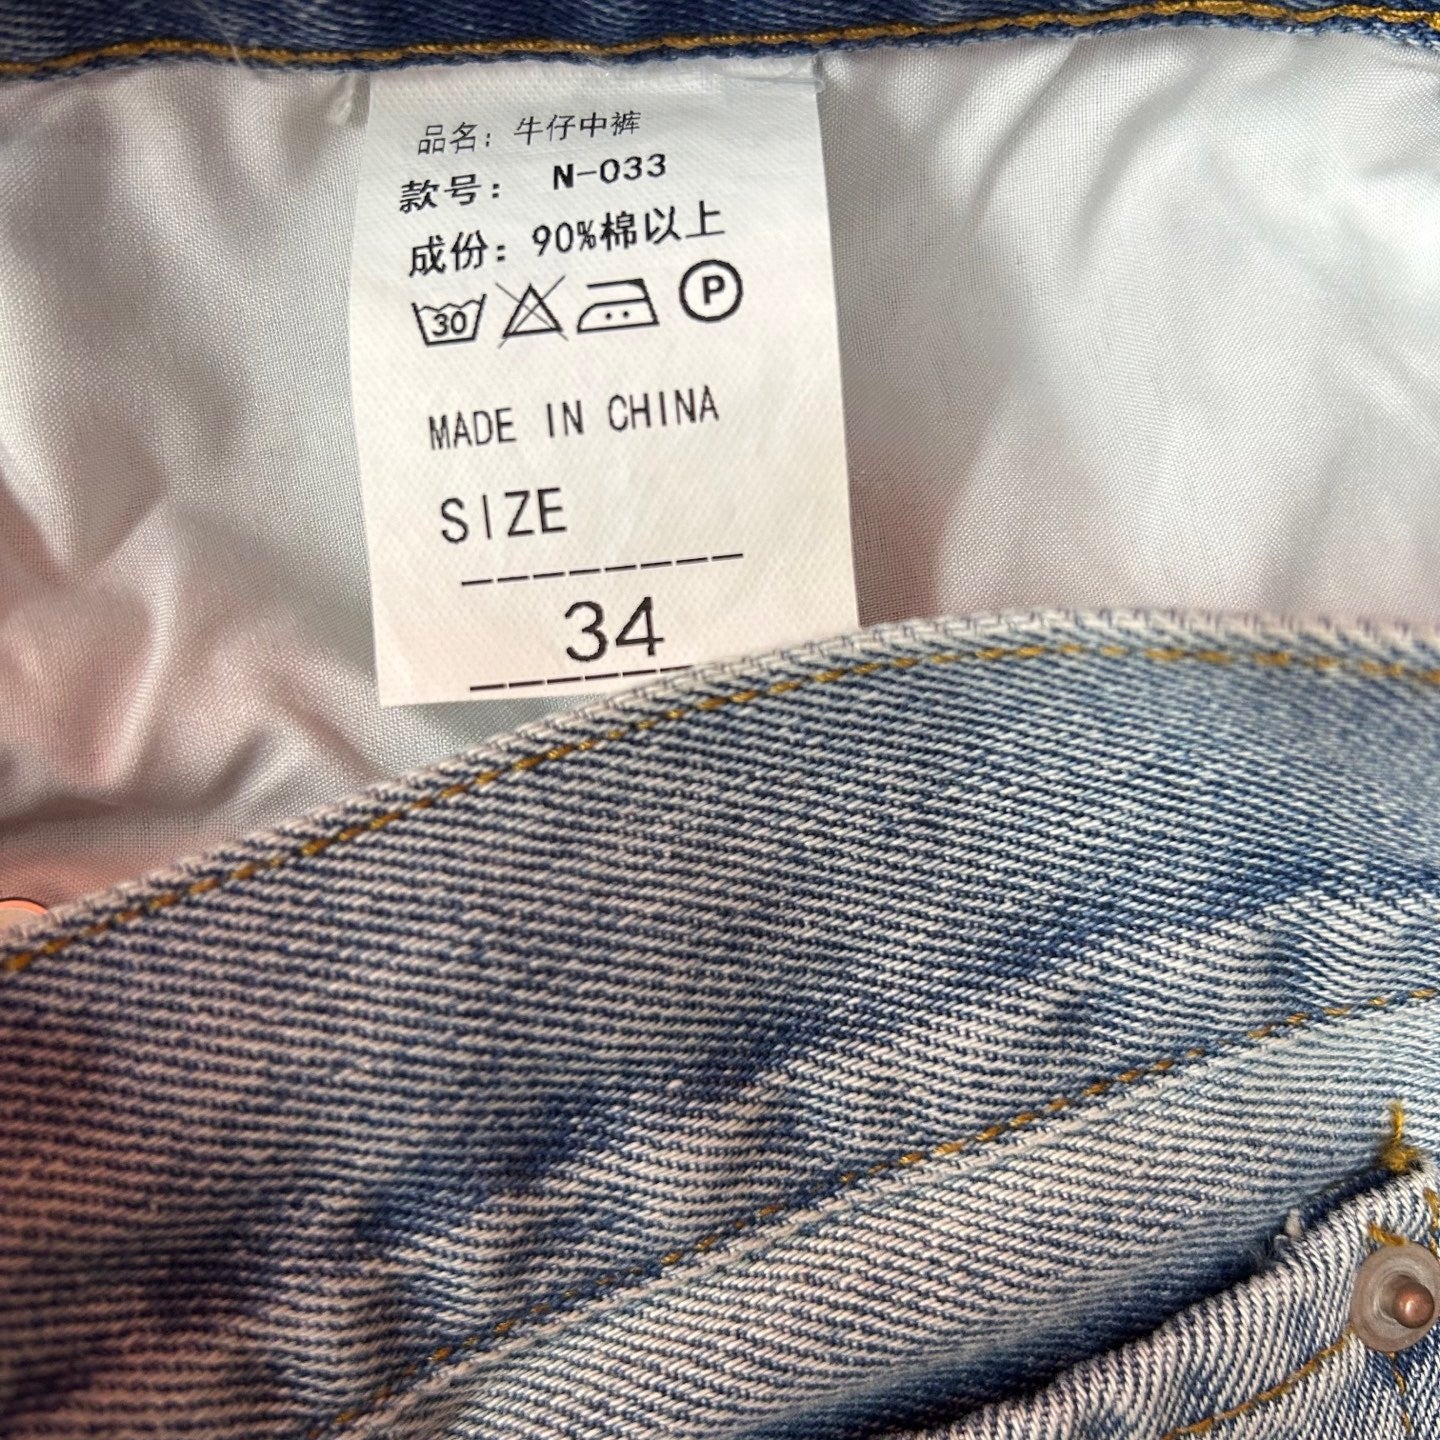 品名：牛仔中裤
款号： N-033
成份：90%棉以上
30 P
MADE IN CHINA
SIZE
34